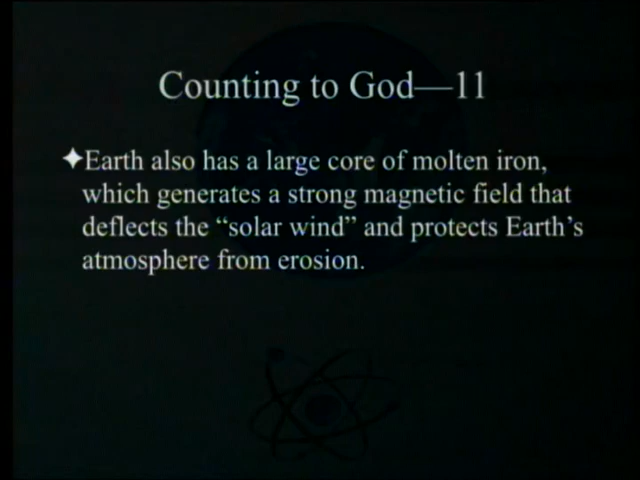 Counting to God—11
✦Earth also has a large core of molten iron,
which generates a strong magnetic field that
deflects the “solar wind” and protects Earth’s
atmosphere from erosion.